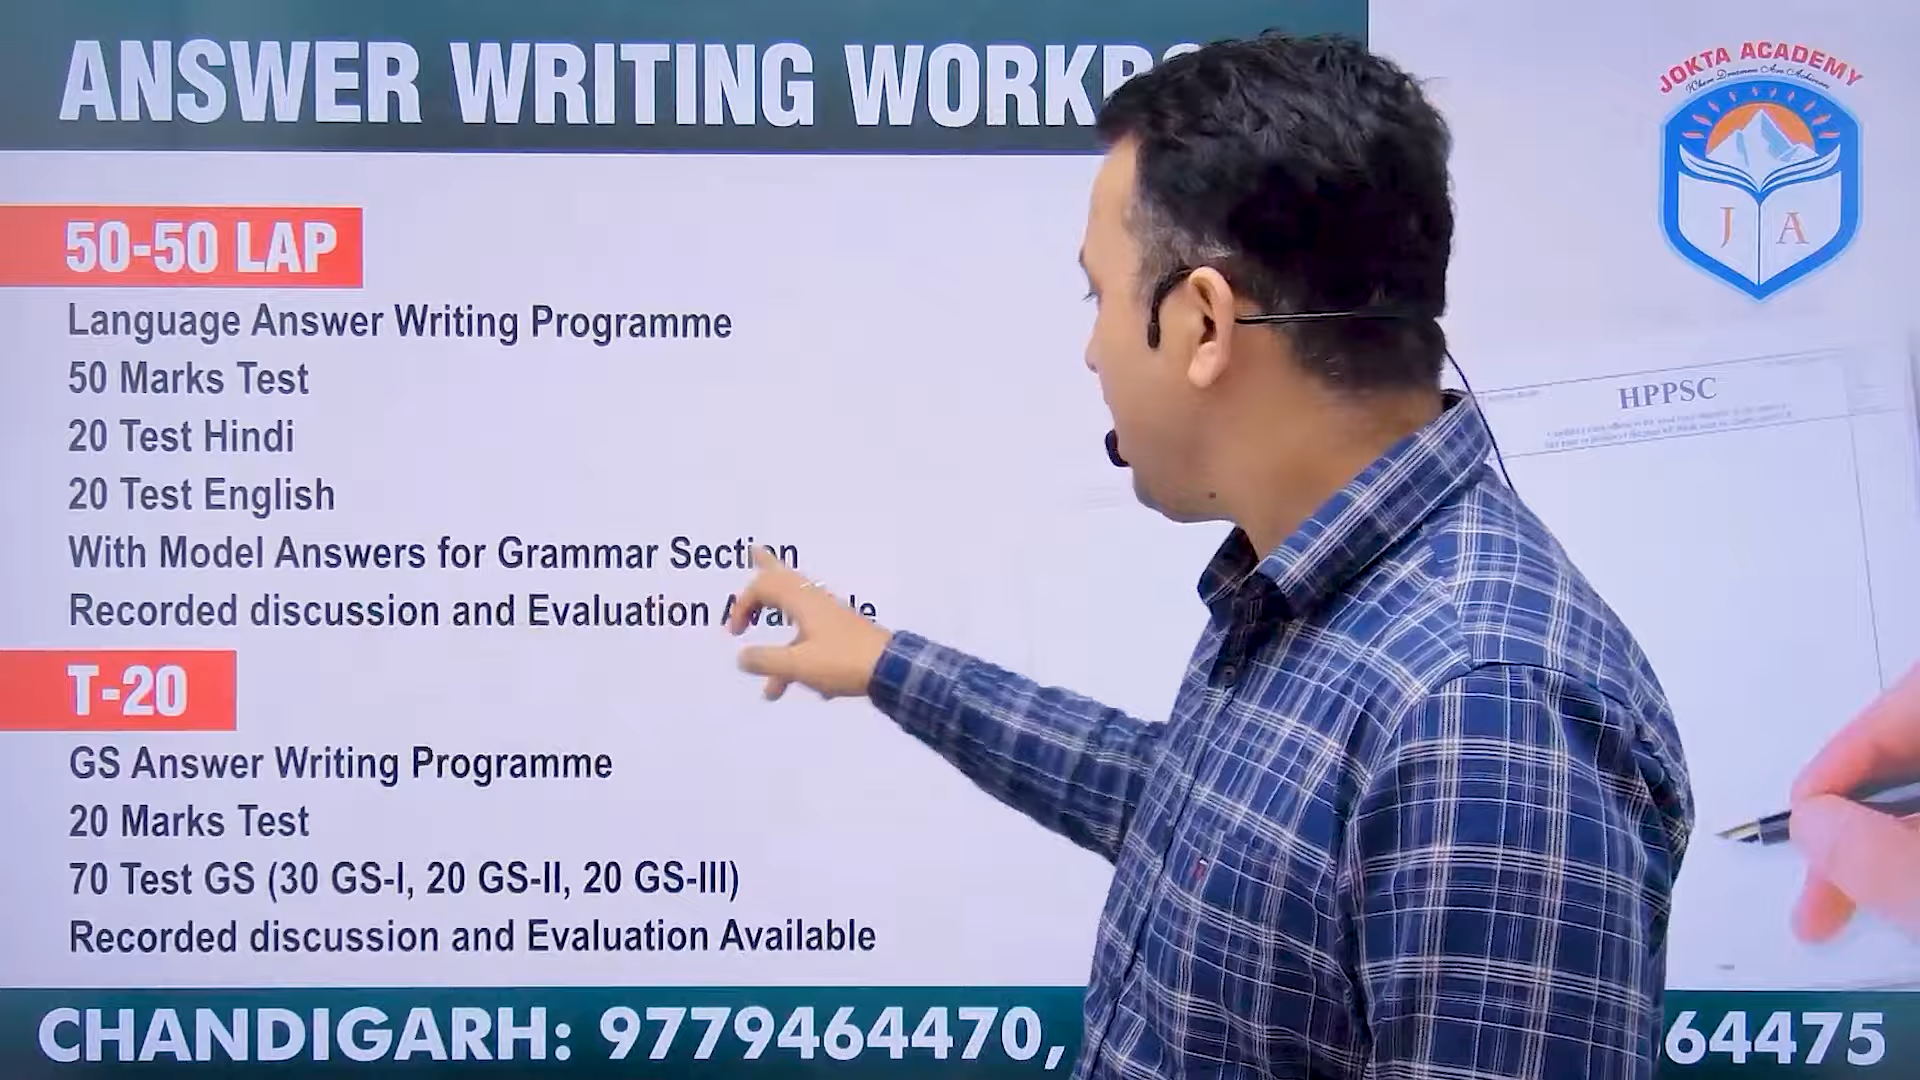 ANSWER WRITING
JOKTA ACADEMY
J A
50-50 LAP
Language Answer Writing Programme
50 Marks Test
20 Test Hindi
20 Test English
With Model Answers for Grammar Section
Recorded discussion and Evaluation
HPPSC
T-20
GS Answer Writing Programme
20 Marks Test
70 Test GS (30 GS-I, 20 GS-II, 20 GS-III)
Recorded discussion and Evaluation Available
CHANDIGARH: 9779464470, 64475